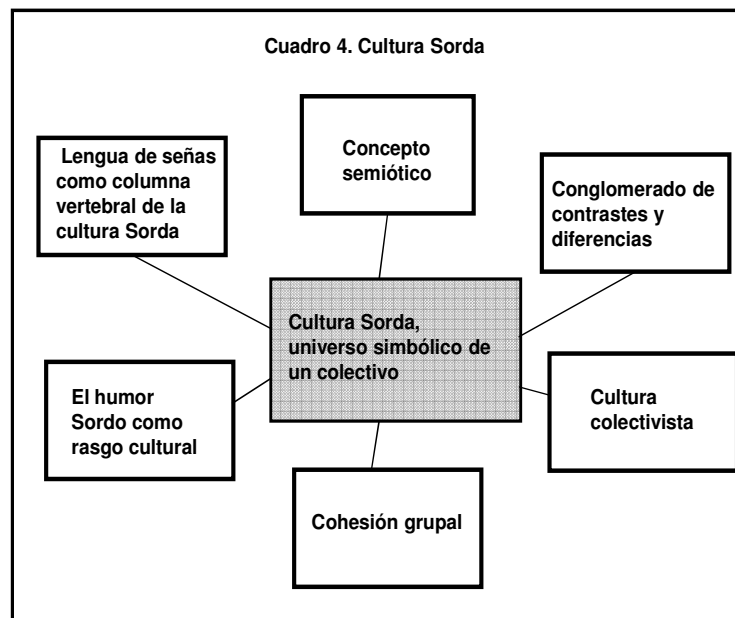 Cuadro 4. Cultura Sorda
Lengua de señas
como columna
vertebral de la
cultura Sorda
Concepto
semiótico
Conglomerado de
contrastes y
diferencias
Cultura Sorda,
universo simbólico de
un colectivo
El humor
Sordo como
rasgo cultural
Cultura
colectivista
Cohesión grupal